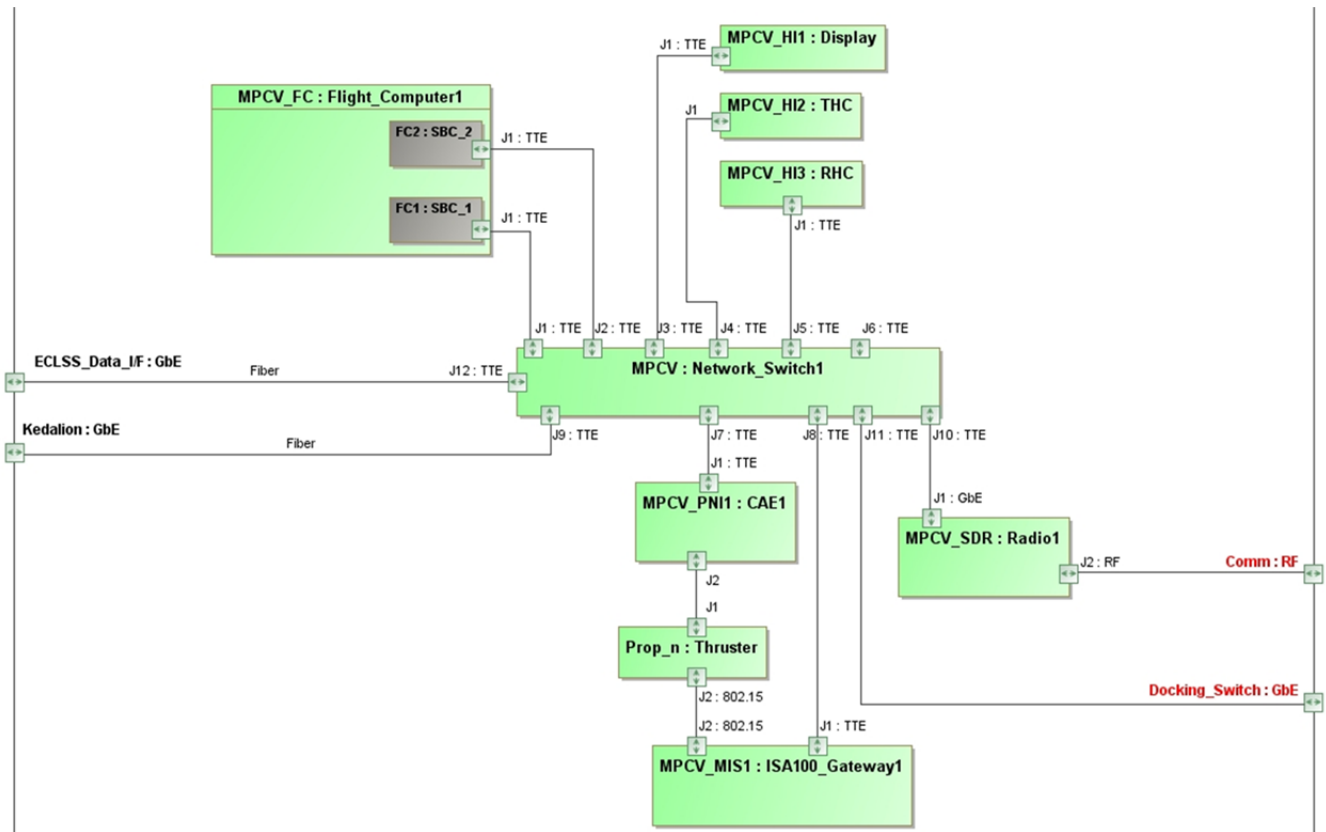 MPCV_HI1 : Display
J1 : TTE
MPCV_FC : Flight_Computer1
MPCV_HI2 : THC
J1
FC2 : SBC_2
J1 : TTE
MPCV_HI3 : RHC
FC1 : SBC_1
J1 : TTE
J1 : TTE
J1 : TTE
J2 : TTE
J3 : TTE
J4 : TTE
J5 : TTE
J6 : TTE
ECLSS_Data_I/F : GbE
Fiber
J12 : TTE
MPCV : Network_Switch1
Kedalion : GbE
Fiber
J9 : TTE
J7 : TTE
J8 : TTE
J11 : TTE
J10 : TTE
J1 : TTE
MPCV_PNI1 : CAE1
J1 : GbE
MPCV_SDR : Radio1
J2 : RF
Comm : RF
J2
J1
Prop_n : Thruster
J2 : 802.15
Docking_Switch : GbE
J2 : 802.15
J1 : TTE
MPCV_MIS1 : ISA100_Gateway1